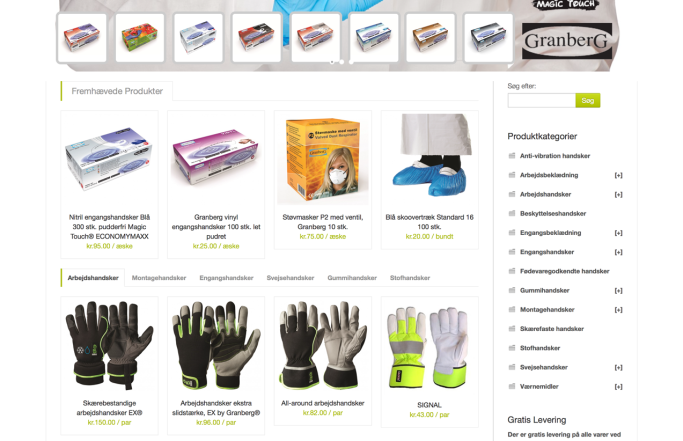 MAGIC TOUCH
GranberG
Fremhævede Produkter
Nitril engangshandsker Blå
300 stk. pudderfri Magic
Touch® ECONOMYMAXX
kr.95.00 / æske
Granberg vinyl
engangshandsker 100 stk. let
pudret
kr.25.00 / æske
Støvmasker P2 med ventil,
Granberg 10 stk.
kr.75.00 / æske
Blå skoovertræk Standard 16
100 stk.
kr.20.00 / bundt
Arbejdshandsker
Montagehandsker
Engangshandsker
Svejsehandsker
Gummihandsker
Stofhandsker
Skærebestandige
arbejdshandsker EX®
kr.150.00 / par
Arbejdshandsker ekstra
slidstærke, EX by Granberg®
kr.96.00 / par
All-around arbejdshandsker
kr.82.00 / par
SIGNAL
kr.43.00 / par
Søg efter:
Søg
Produktkategorier
Anti-vibration handsker
Arbejdsbeklædning [+]
Arbejdshandsker [+]
Beskyttelseshandsker
Engangsbeklædning [+]
Engangshandsker [+]
Fødevaregodkendte handsker
Gummihandsker [+]
Montagehandsker [+]
Skærefaste handsker
Stofhandsker
Svejsehandsker [+]
Værnemidler [+]
Gratis Levering
Der er gratis levering på alle varer ved